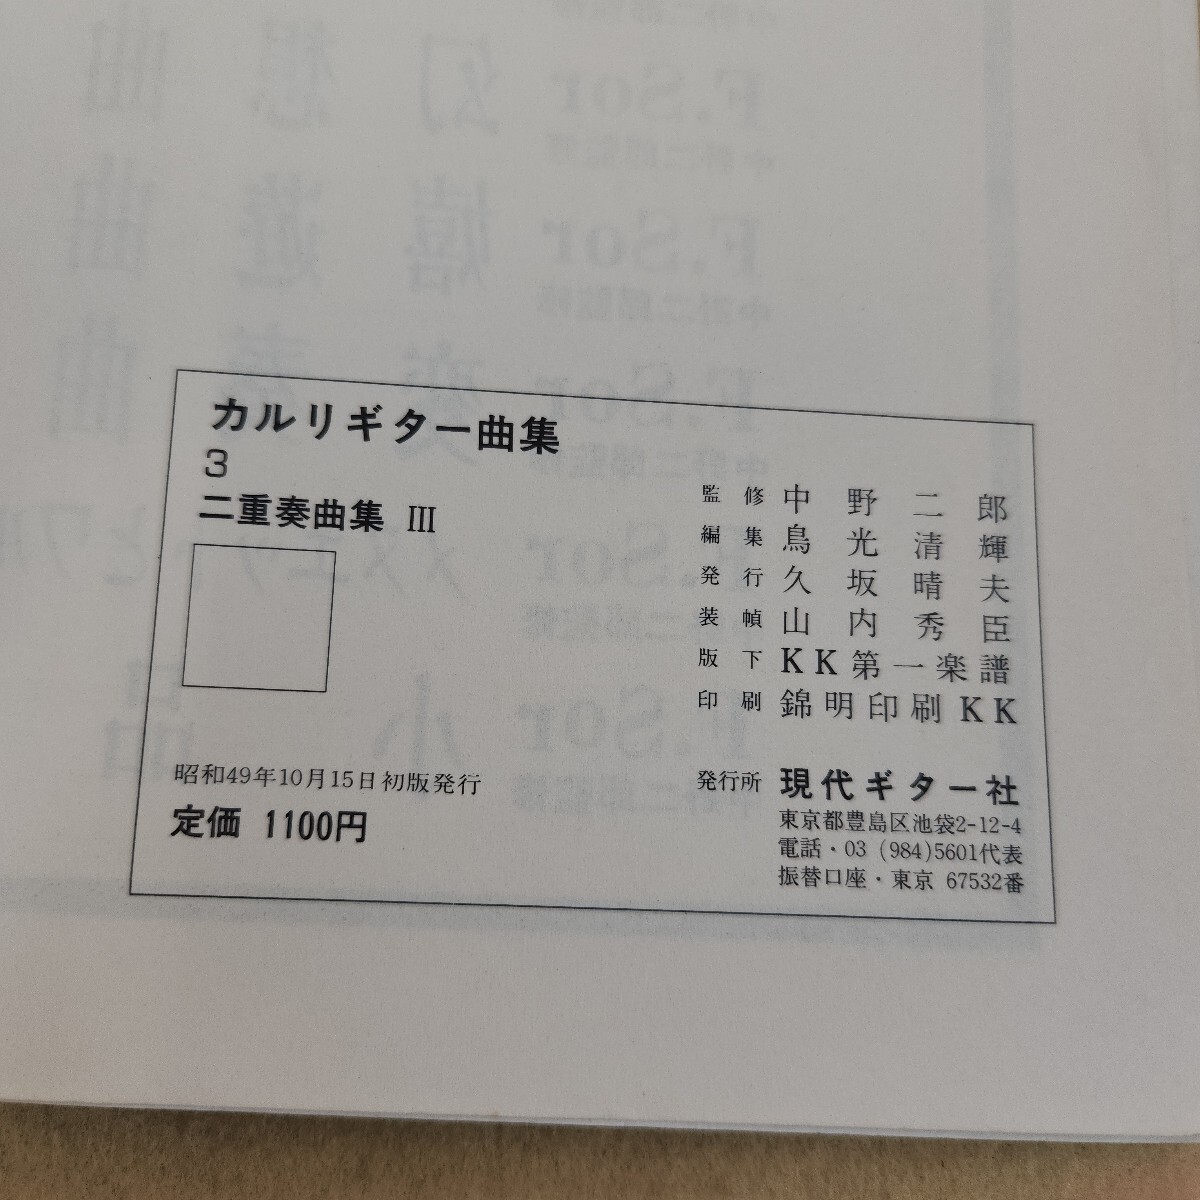 カルリギター曲集
3
二重奏曲集 III
監修 中野二郎
編集 鳥光清輝
発行 久坂晴夫
装幀 山内秀臣
版下 KK第一楽譜
印刷 錦明印刷KK
昭和49年10月15日初版発行
定価 1100円
発行所 現代ギター社
東京都豊島区池袋2-12-4
電話・03 (984)5601代表
振替口座・東京 67532番